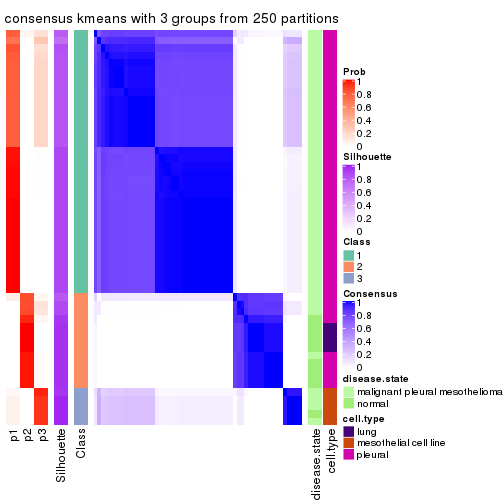 consensus kmeans with 3 groups from 250 partitions
Prob
1
0.8
0.6
0.4
0.2
0
Silhouette
1
0.8
0.6
0.4
0.2
0
Class
1
2
3
Consensus
1
0.8
0.6
0.4
0.2
0
disease.state
malignant pleural mesothelioma
normal
cell.type
lung
mesothelial cell line
pleural
p1
p2
p3
Silhouette
Class
disease.state
cell.type